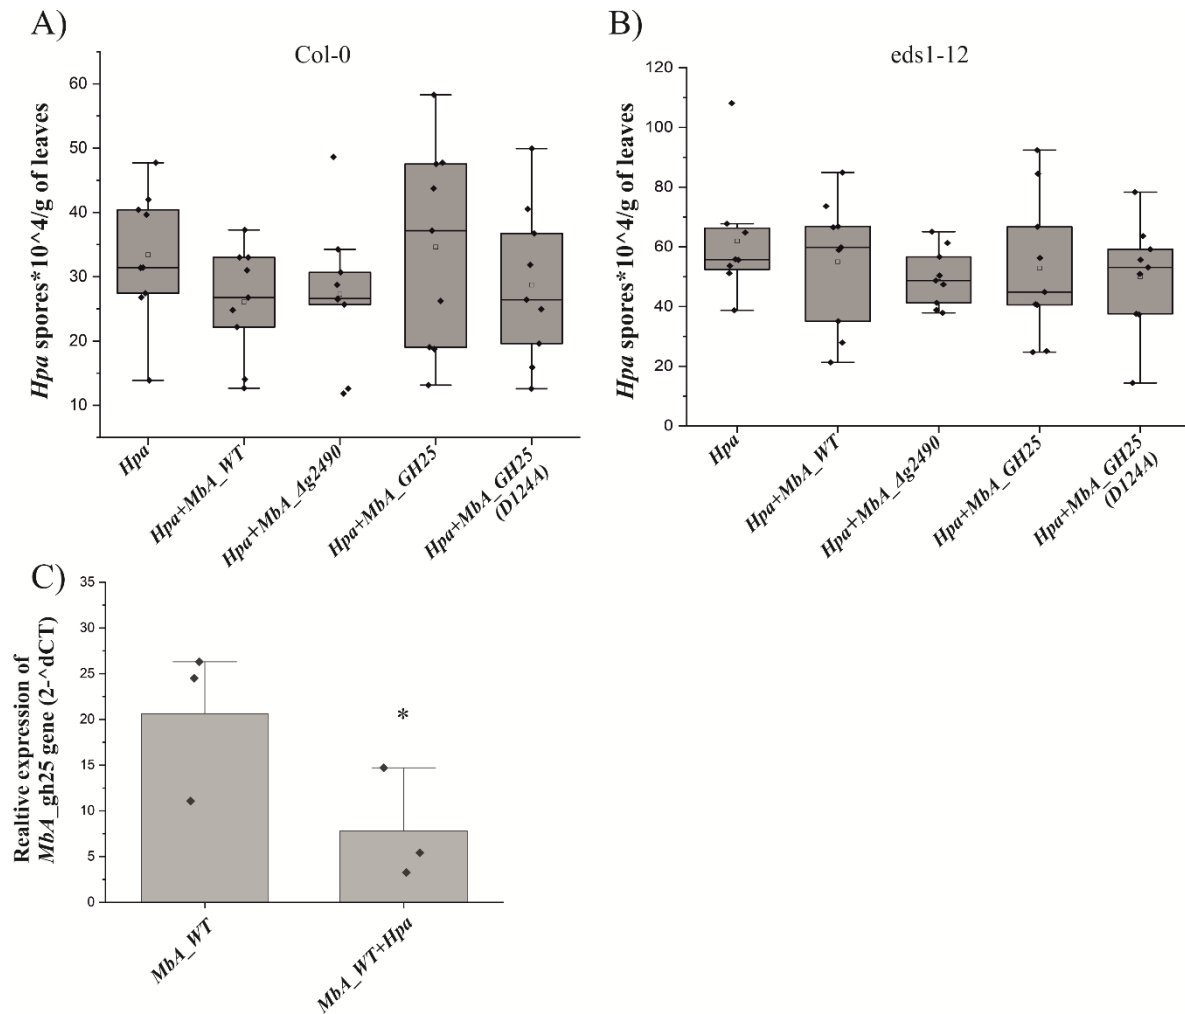 A)
Col-0
Hpa spores*10^4/g of leaves
60
50
40
30
20
10
Hpa
Hpa+MbA_WT
Hpa+MbA_Δg2490
Hpa+MbA_GH25
Hpa+MbA_GH25
(D124A)
B)
eds1-12
Hpa spores*10^4/g of leaves
120
100
80
60
40
20
0
Hpa
Hpa+MbA_WT
Hpa+MbA_Δg2490
Hpa+MbA_GH25
Hpa+MbA_GH25
(D124A)
C)
Realtive expression of
MbA_gh25 gene (2-^dCT)
35
30
25
20
15
10
5
0
*
MbA_WT
MbA_WT+Hpa